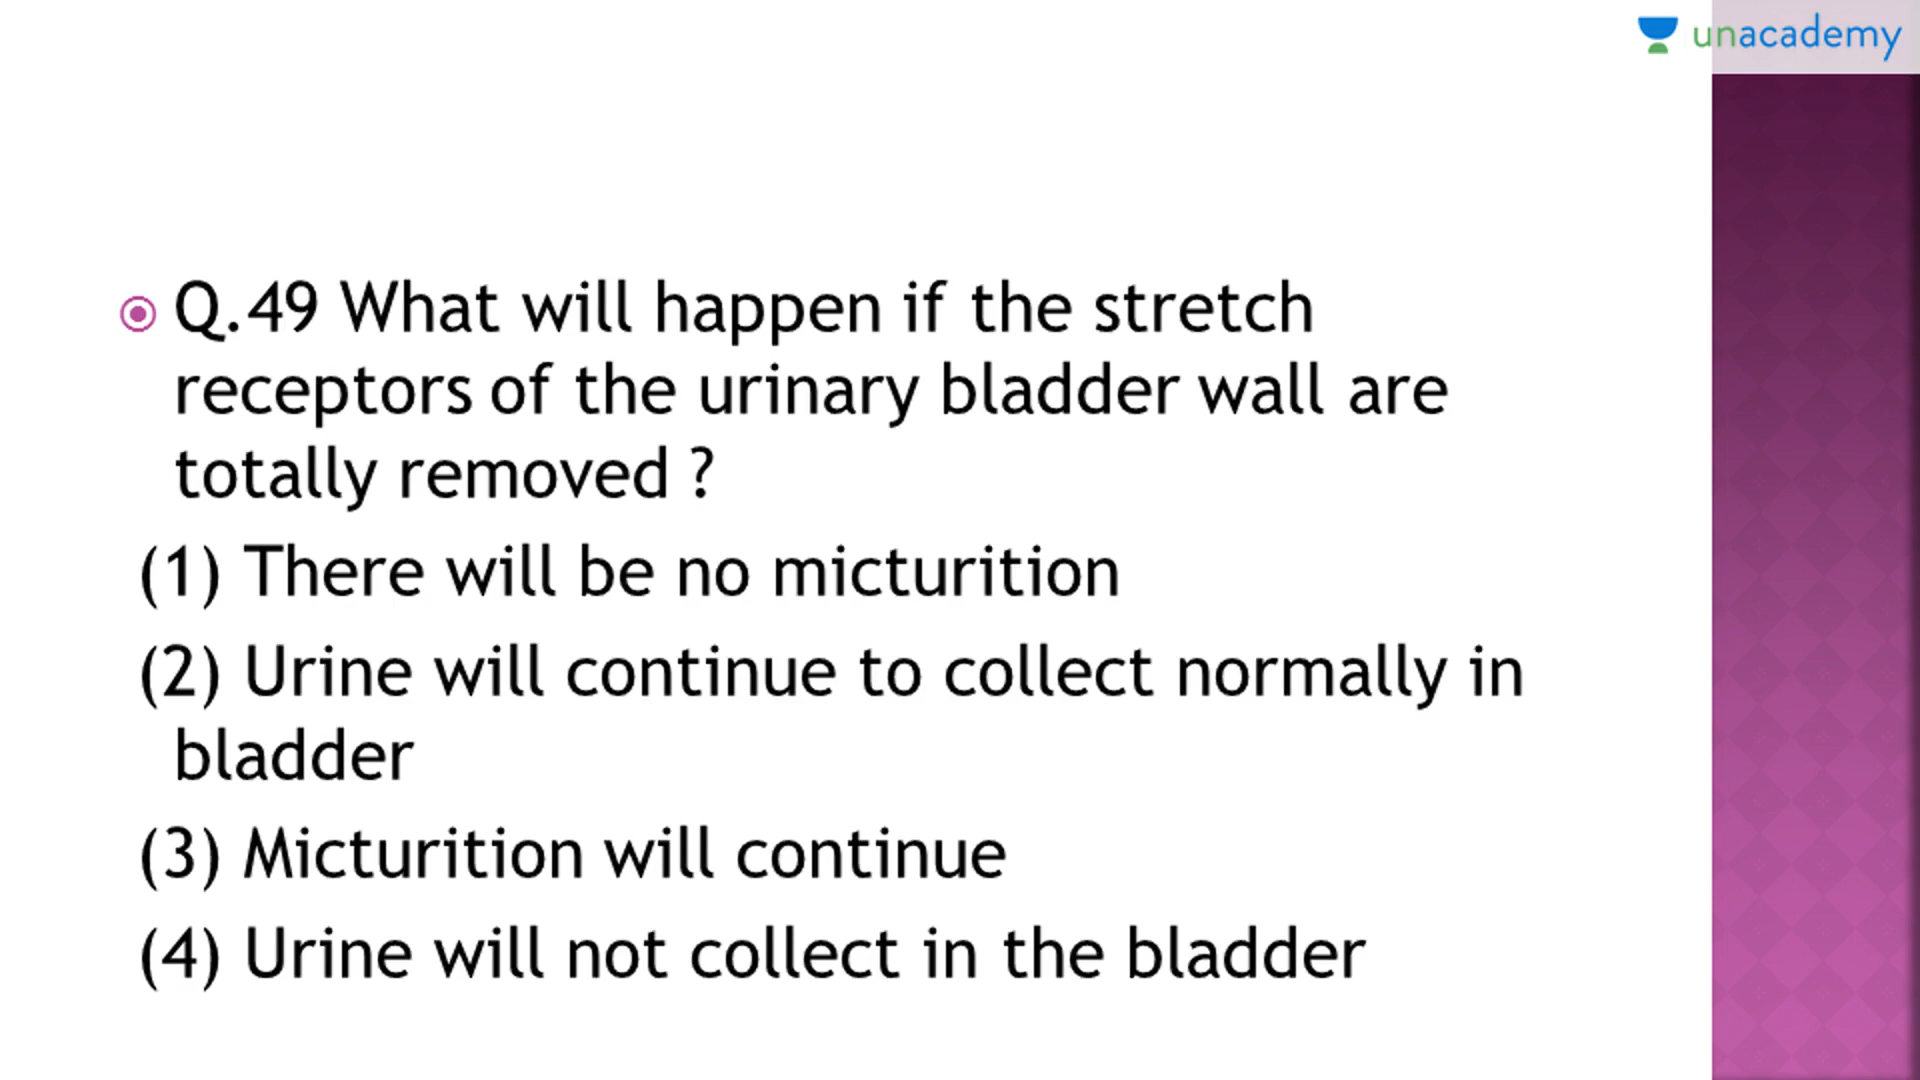 unacademy
Q.49 What will happen if the stretch
receptors of the urinary bladder wall are
totally removed ?
(1) There will be no micturition
(2) Urine will continue to collect normally in
bladder
(3) Micturition will continue
(4) Urine will not collect in the bladder